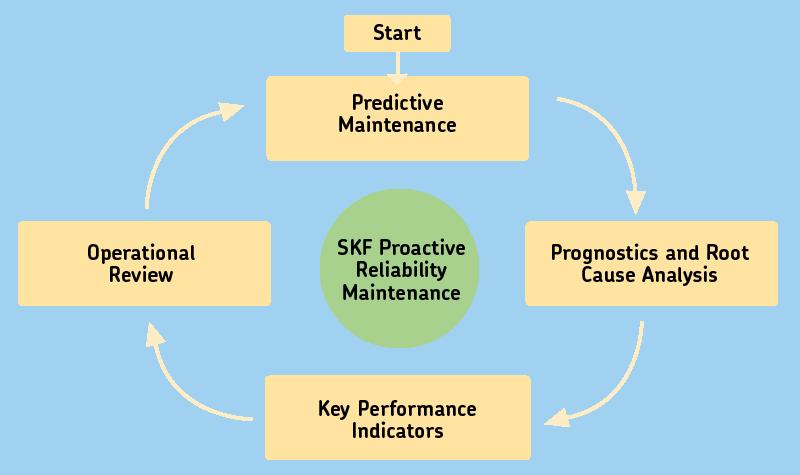 Start
Predictive
Maintenance
Operational
Review
SKF Proactive
Reliability
Maintenance
Prognostics and Root
Cause Analysis
Key Performance
Indicators